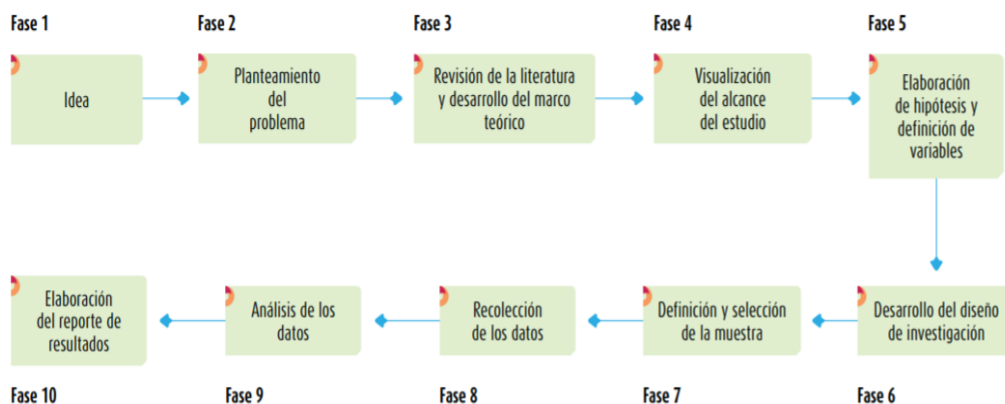 Fase 1
Fase 2
Fase 3
Fase 4
Fase 5
Idea
Planteamiento
del
problema
Revisión de la literatura
y desarrollo del marco
teórico
Visualización
del alcance
del estudio
Elaboración
de hipótesis y
definición de
variables
Desarrollo del diseño
de investigación
Definición y selección
de la muestra
Recolección
de los datos
Análisis de los
datos
Elaboración
del reporte de
resultados
Fase 10
Fase 9
Fase 8
Fase 7
Fase 6